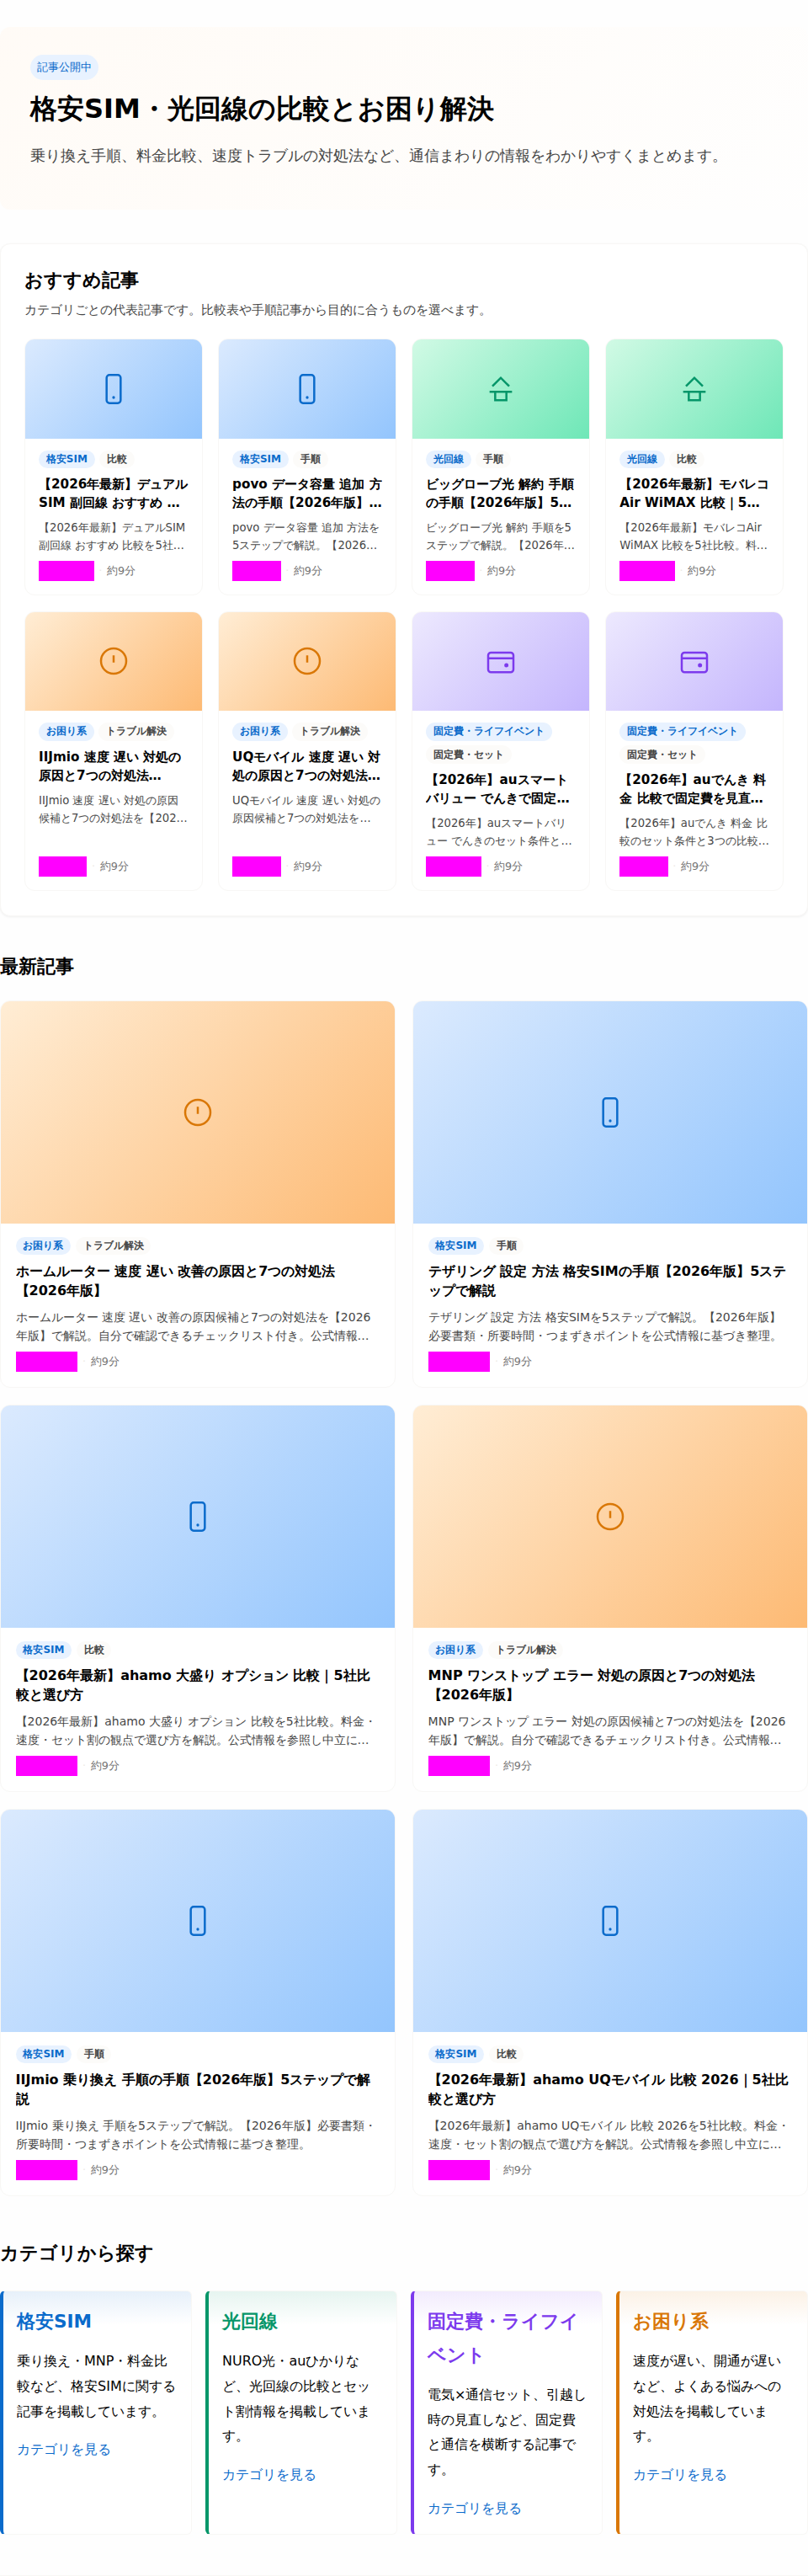 記事公開中
格安SIM・光回線の比較とお困り解決
乗り換え手順、料金比較、速度トラブルの対処法など、通信まわりの情報をわかりやすくまとめます。
おすすめ記事
カテゴリごとの代表記事です。比較表や手順記事から目的に合うものを選べます。
格安SIM 比較
【2026年最新】デュアル
SIM 副回線 おすすめ …
【2026年最新】デュアルSIM
副回線 おすすめ 比較を5社…
約9分
格安SIM 手順
povo データ容量 追加 方
法の手順【2026年版】…
povo データ容量 追加 方法を
5ステップで解説。【2026…
約9分
光回線 手順
ビッグローブ光 解約 手順
の手順【2026年版】5…
ビッグローブ光 解約 手順を5
ステップで解説。【2026年…
約9分
光回線 比較
【2026年最新】モバレコ
Air WiMAX 比較｜5…
【2026年最新】モバレコAir
WiMAX 比較を5社比較。料…
約9分
お困り系 トラブル解決
IIJmio 速度 遅い 対処の
原因と7つの対処法…
IIJmio 速度 遅い 対処の原因
候補と7つの対処法を【202…
約9分
お困り系 トラブル解決
UQモバイル 速度 遅い 対
処の原因と7つの対処法…
UQモバイル 速度 遅い 対処の
原因候補と7つの対処法を…
約9分
固定費・ライフイベント
固定費・セット
【2026年】auスマート
バリュー でんきで固定…
【2026年】auスマートバリ
ュー でんきのセット条件と…
約9分
固定費・ライフイベント
固定費・セット
【2026年】auでんき 料
金 比較で固定費を見直…
【2026年】auでんき 料金 比
較のセット条件と3つの比較…
約9分
最新記事
お困り系 トラブル解決
ホームルーター 速度 遅い 改善の原因と7つの対処法
【2026年版】
ホームルーター 速度 遅い 改善の原因候補と7つの対処法を【2026
年版】で解説。自分で確認できるチェックリスト付き。公式情報…
約9分
格安SIM 手順
テザリング 設定 方法 格安SIMの手順【2026年版】5ステ
ップで解説
テザリング 設定 方法 格安SIMを5ステップで解説。【2026年版】
必要書類・所要時間・つまずきポイントを公式情報に基づき整理。
約9分
格安SIM 比較
【2026年最新】ahamo 大盛り オプション 比較｜5社比
較と選び方
【2026年最新】ahamo 大盛り オプション 比較を5社比較。料金・
速度・セット割の観点で選び方を解説。公式情報を参照し中立に…
約9分
お困り系 トラブル解決
MNP ワンストップ エラー 対処の原因と7つの対処法
【2026年版】
MNP ワンストップ エラー 対処の原因候補と7つの対処法を【2026
年版】で解説。自分で確認できるチェックリスト付き。公式情報…
約9分
格安SIM 手順
IIJmio 乗り換え 手順の手順【2026年版】5ステップで解
説
IIJmio 乗り換え 手順を5ステップで解説。【2026年版】必要書類・
所要時間・つまずきポイントを公式情報に基づき整理。
約9分
格安SIM 比較
【2026年最新】ahamo UQモバイル 比較 2026｜5社比
較と選び方
【2026年最新】ahamo UQモバイル 比較 2026を5社比較。料金・
速度・セット割の観点で選び方を解説。公式情報を参照し中立に…
約9分
カテゴリから探す
格安SIM
乗り換え・MNP・料金比
較など、格安SIMに関する
記事を掲載しています。
カテゴリを見る
光回線
NURO光・auひかりな
ど、光回線の比較とセッ
ト割情報を掲載していま
す。
カテゴリを見る
固定費・ライフイ
ベント
電気×通信セット、引越し
時の見直しなど、固定費
と通信を横断する記事で
す。
カテゴリを見る
お困り系
速度が遅い、開通が遅い
など、よくある悩みへの
対処法を掲載していま
す。
カテゴリを見る